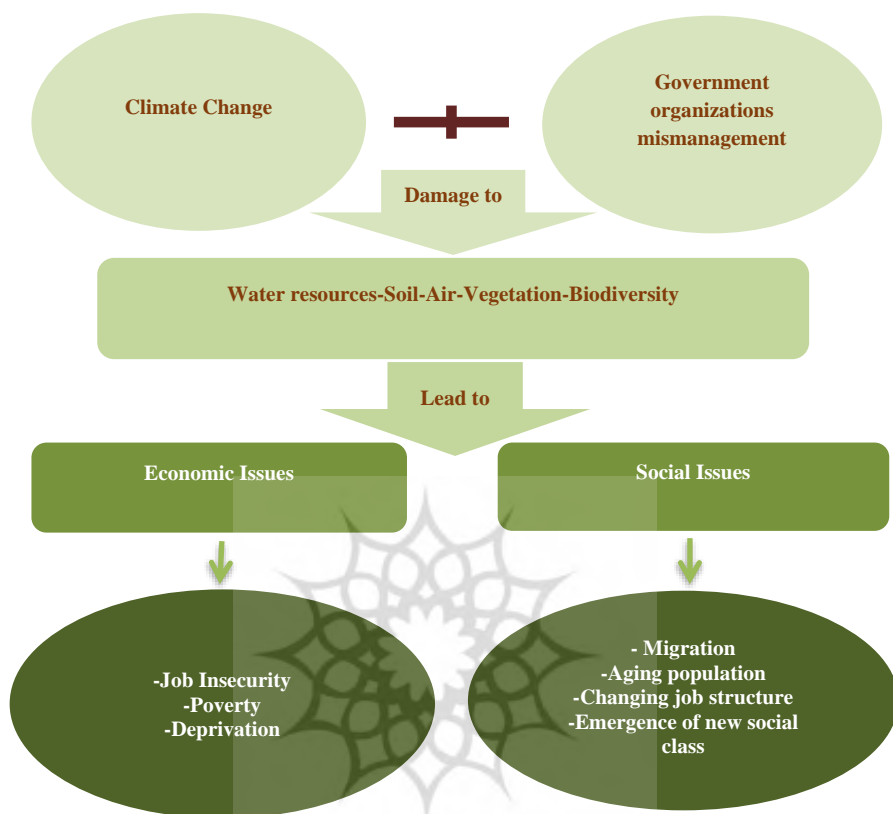 Climate Change
Government
organizations
mismanagement
Damage to
Water resources-Soil-Air-Vegetation-Biodiversity
Lead to
Economic Issues
Social Issues
-Job Insecurity
-Poverty
-Deprivation
- Migration
-Aging population
-Changing job structure
-Emergence of new social
class